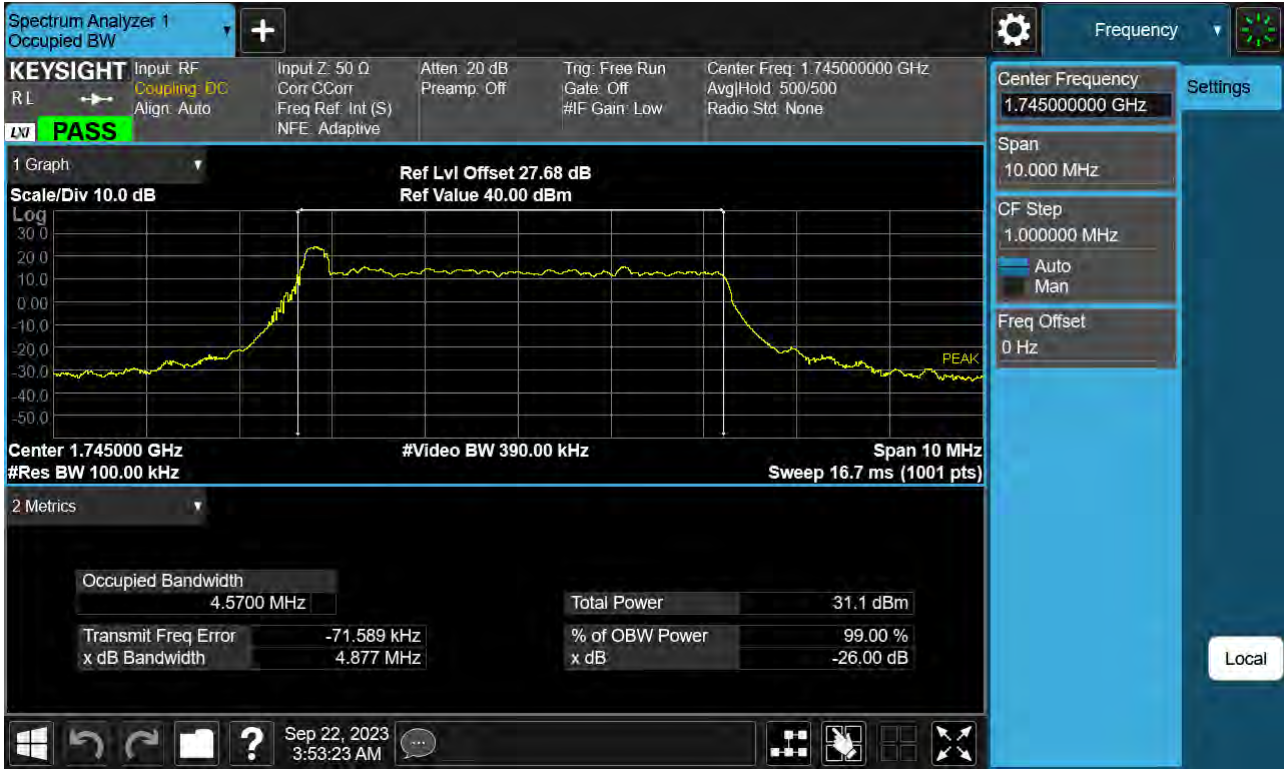 Spectrum Analyzer 1
Occupied BW
+
Frequency
KEYSIGHT
R L
LXI
PASS
Input: RF
Coupling: DC
Align: Auto
Input Z: 50 Ω
Corr CCorr
Freq Ref: Int (S)
NFE: Adaptive
Atten: 20 dB
Preamp: Off
Trig: Free Run
Gate: Off
#IF Gain: Low
Center Freq: 1.745000000 GHz
Avg|Hold: 500/500
Radio Std: None
Center Frequency
1.745000000 GHz
Settings
Span
10.000 MHz
CF Step
1.000000 MHz
Auto
Man
Freq Offset
0 Hz
Local
1 Graph
Scale/Div 10.0 dB
Ref Lvl Offset 27.68 dB
Ref Value 40.00 dBm
Log
30.0
20.0
10.0
0.00
-10.0
-20.0
-30.0
-40.0
-50.0
PEAK
Center 1.745000 GHz
#Video BW 390.00 kHz
Span 10 MHz
#Res BW 100.00 kHz
Sweep 16.7 ms (1001 pts)
2 Metrics
Occupied Bandwidth
4.5700 MHz
Total Power 31.1 dBm
Transmit Freq Error -71.589 kHz
% of OBW Power 99.00 %
x dB Bandwidth 4.877 MHz
x dB -26.00 dB
?
Sep 22, 2023
3:53:23 AM